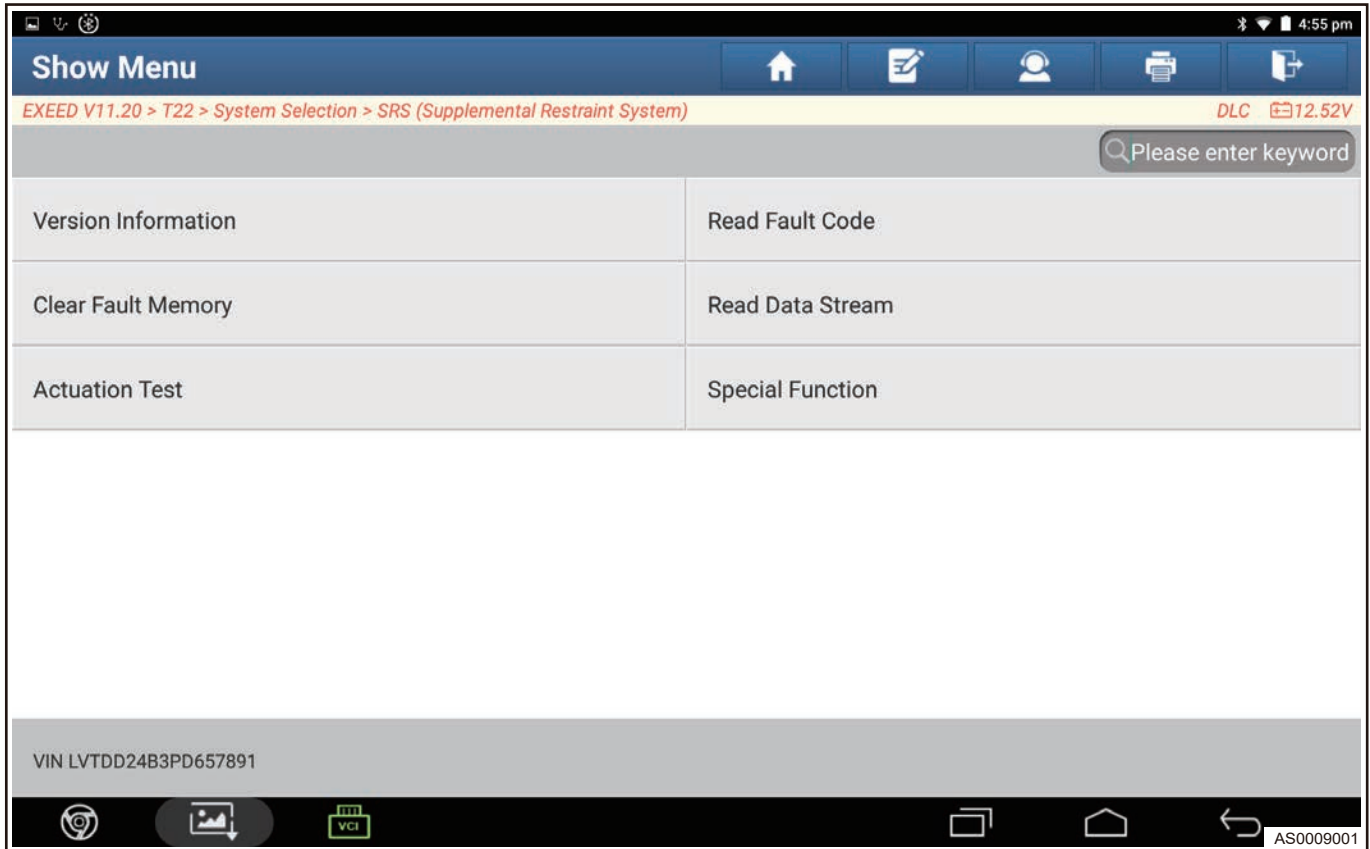 4:55 pm
Show Menu
EXEED V11.20 > T22 > System Selection > SRS (Supplemental Restraint System)
DLC 12.52V
Please enter keyword
Version Information
Read Fault Code
Clear Fault Memory
Read Data Stream
Actuation Test
Special Function
VIN LVTDD24B3PD657891
VCI
AS0009001